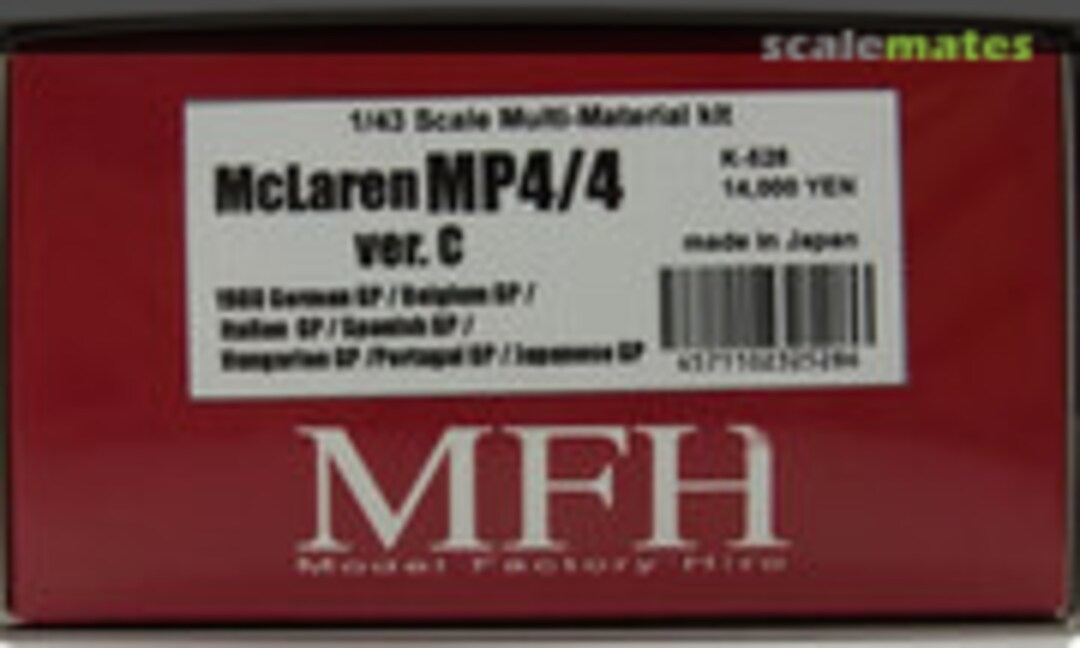 scalemates
1/43 Scale Multi-Material kit
McLaren MP4/4
K-528
14,000 YEN
ver. C
made in Japan
1988 German GP / Belgium GP /
Italian GP / Spanish GP /
Hungarian GP /Portugal GP / Japanese GP
MFH
Model Factory Hiro